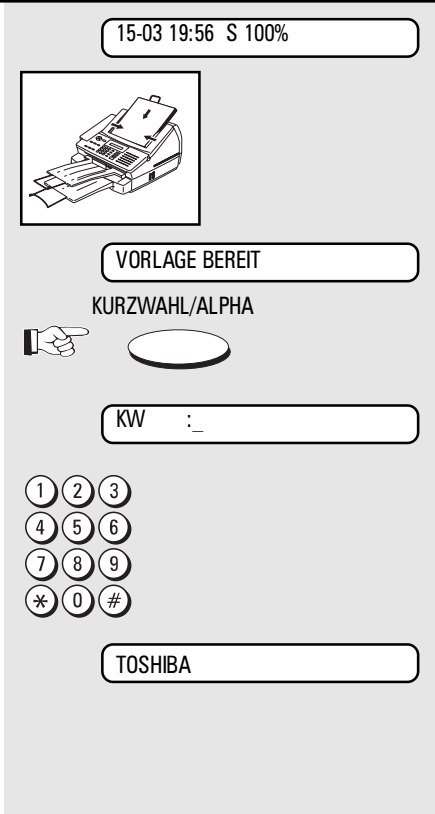 15-03 19:56 S 100%
VORLAGE BEREIT
KURZWAHL/ALPHA
KW :_
1 2 3
4 5 6
7 8 9
* 0 #
TOSHIBA